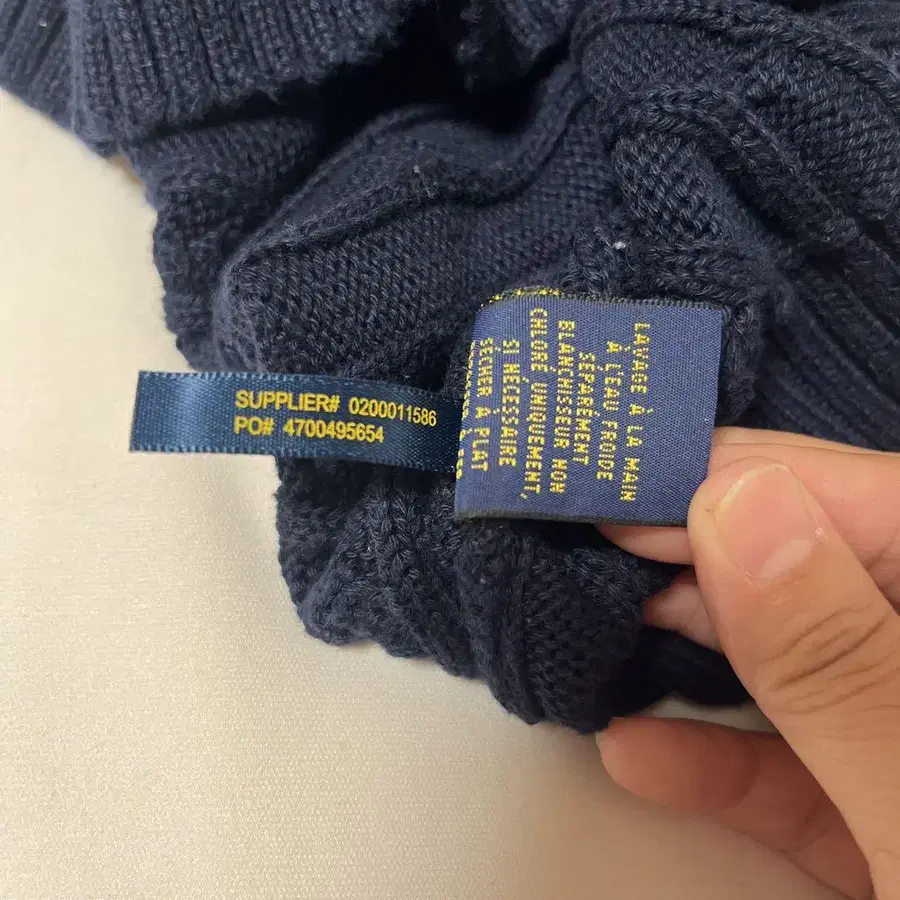 SUPPLIER# 0200011586
PO# 4700495654
LAVAGE À LA MAIN
À L'EAU FROIDE
SÉPARÉMENT
BLANCHISSEUR NON
CHLORÉ UNIQUEMENT,
SI NÉCESSAIRE
SÉCHER À PLAT